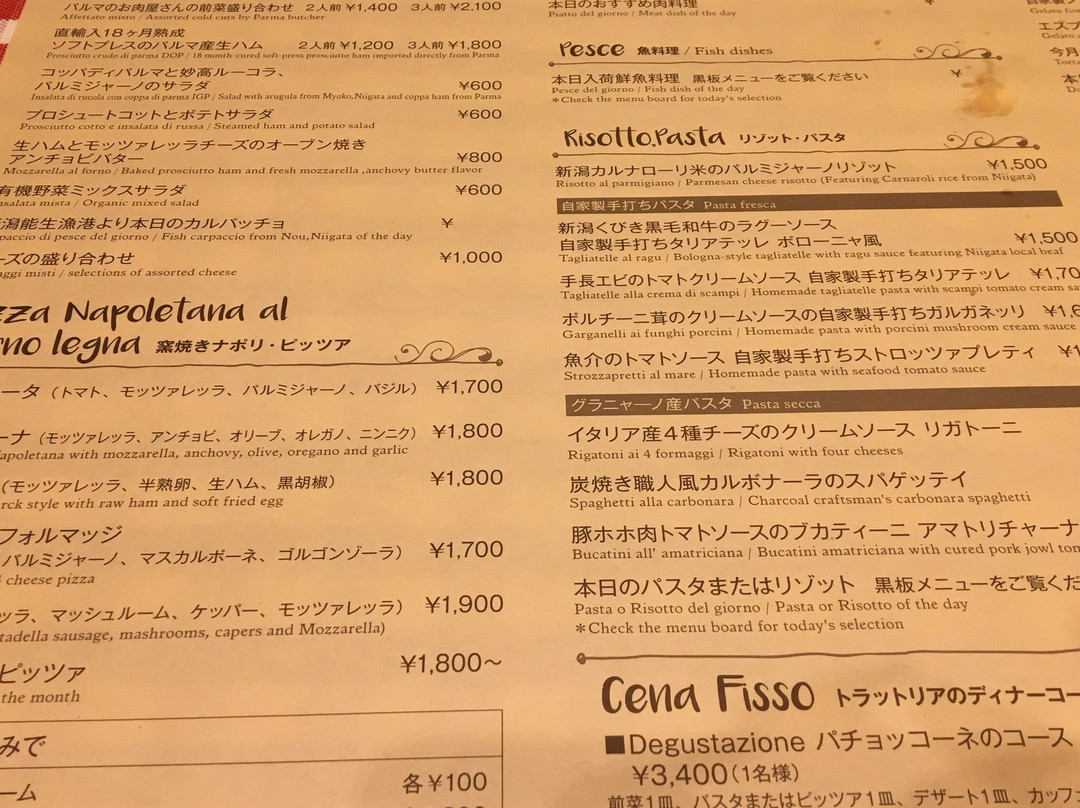 パルマのお肉屋さんの前菜盛り合わせ 2人前 ¥1,400 3人前 ¥2,100
Affettato misto / Assorted cold cuts by Parma butcher
直輸入18ヶ月熟成
ソフトプレスのパルマ産生ハム 2人前 ¥1,200 3人前 ¥1,800
Prosciutto crudo di parma DOP / 18 month-cured soft-press prosciutto ham imported directly from Parma
コッパディパルマと妙高ルーコラ、
パルミジャーノのサラダ ¥600
Insalata di rucola con coppa di parma IGP / Salad with arugula from Myoko,Niigata and coppa ham from Parma
プロシュートコットとポテトサラダ ¥600
Prosciutto cotto e insalata di russa / Steamed ham and potato salad
生ハムとモッツァレッラチーズのオーブン焼き
アンチョビバター ¥800
Mozzarella al forno / Baked prosciutto ham and fresh mozzarella ,anchovy butter flavor
有機野菜ミックスサラダ ¥600
nsalata mista / Organic mixed salad
潟能生漁港より本日のカルパッチョ ¥
paccio di pesce del giorno / Fish carpaccio from Nou,Niigata of the day
ーズの盛り合わせ ¥1,000
ggi misti / selections of assorted cheese
zza Napoletana al
rno legna 窯焼きナポリ・ピッツア
ータ（トマト、モッツァレッラ、パルミジャーノ、バジル） ¥1,700
ーナ（モッツァレッラ、アンチョビ、オリーブ、オレガノ、ニンニク） ¥1,800
apoletana with mozzarella, anchovy, olive, oregano and garlic
（モッツァレッラ、半熟卵、生ハム、黒胡椒） ¥1,800
rck style with raw ham and soft fried egg
フォルマッジ
パルミジャーノ、マスカルポーネ、ゴルゴンゾーラ） ¥1,700
cheese pizza
ッラ、マッシュルーム、ケッパー、モッツァレッラ） ¥1,900
tadella sausage, mashrooms, capers and Mozzarella)
ピッツァ ¥1,800～
the month
みで
ーム 各¥100
本日のおすすめ肉料理 ¥
Piatto del giorno / Meat dish of the day
Pesce 魚料理 / Fish dishes
本日入荷鮮魚料理 黒板メニューをご覧ください ¥
Pesce del giorno / Fish dish of the day
＊Check the menu board for today's selection
Risotto.Pasta リゾット・パスタ
新潟カルナローリ米のパルミジャーノリゾット ¥1,500
Risotto al parmigiano / Parmesan cheese risotto (Featuring Carnaroli rice from Niigata)
自家製手打ちパスタ Pasta fresca
新潟くびき黒毛和牛のラグーソース
自家製手打ちタリアテッレ ボローニャ風 ¥1,500
Tagliatelle al ragu / Bologna-style tagliatelle with ragu sauce featuring Niigata local beef
手長エビのトマトクリームソース 自家製手打ちタリアテッレ ¥1,70
Tagliatelle alla crema di scampi / Homemade tagliatelle pasta with scampi tomato cream sa
ポルチーニ茸のクリームソースの自家製手打ちガルガネッリ ¥1,6
Garganelli ai funghi porcini / Homemade pasta with porcini mushroom cream sauce
魚介のトマトソース 自家製手打ちストロッツァプレティ ¥1
Strozzapretti al mare / Homemade pasta with seafood tomato sauce
グラニャーノ産パスタ Pasta secca
イタリア産4種チーズのクリームソース リガトーニ
Rigatoni ai 4 formaggi / Rigatoni with four cheeses
炭焼き職人風カルボナーラのスパゲッティ
Spaghetti alla carbonara / Charcoal craftsman's carbonara spaghetti
豚ホホ肉トマトソースのブカティーニ アマトリチャーナ
Bucatini all' amatriciana / Bucatini amatriciana with cured pork jowl tom
本日のパスタまたはリゾット 黒板メニューをご覧くだ
Pasta o Risotto del giorno / Pasta or Risotto of the day
＊Check the menu board for today's selection
Cena Fisso トラットリアのディナーコー
■Degustazione パチョッコーネのコース
¥3,400（1名様）
前菜1皿、パスタまたはピッツア1皿、デザート1皿、カッフ
エズ
今月
Torta
本